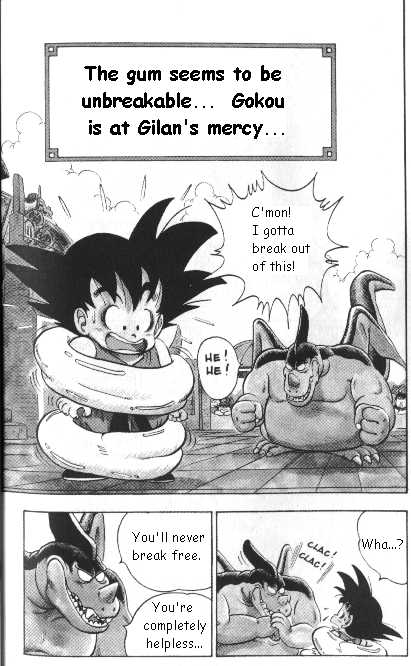 The gum seems to be
unbreakable... Gokou
is at Gilan's mercy...
C'mon!
I gotta
break out
of this!
HE!
HE!
You'll never
break free.
You're
completely
helpless...
CLAC!
CLAC!
Wha...?